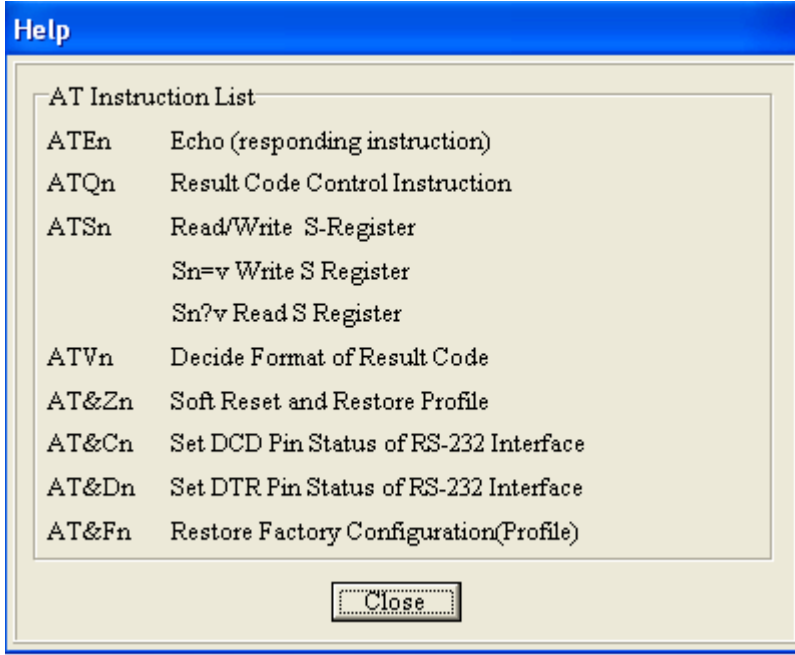 Help
AT Instruction List
ATEn Echo (responding instruction)
ATQn Result Code Control Instruction
ATSn Read/Write S-Register
Sn=v Write S Register
Sn?v Read S Register
ATVn Decide Format of Result Code
AT&Zn Soft Reset and Restore Profile
AT&Cn Set DCD Pin Status of RS-232 Interface
AT&Dn Set DTR Pin Status of RS-232 Interface
AT&Fn Restore Factory Configuration(Profile)
Close